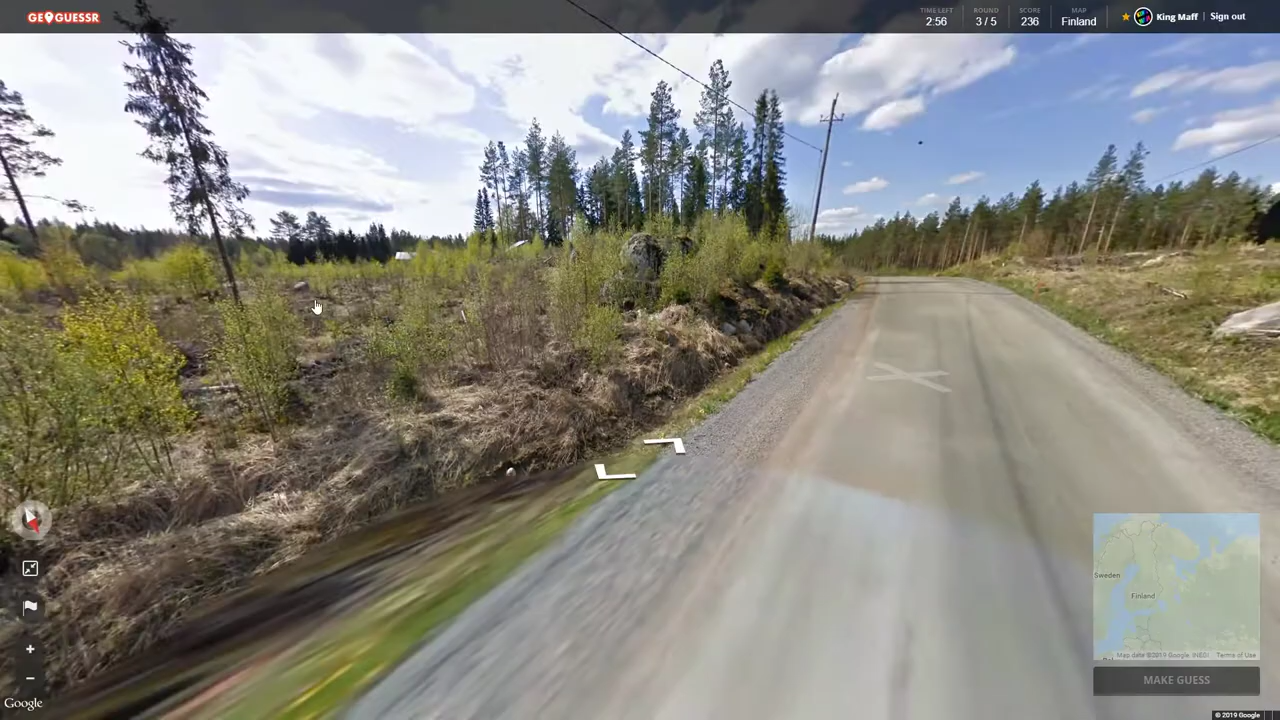 GEOGUESSR
TIME LEFT
2:56
ROUND
3 / 5
SCORE
236
MAP
Finland
King Maff
Sign out
Sweden
Finland
Map data ©2019 Google, INEGI
Terms of Use
MAKE GUESS
Google
© 2019 Google